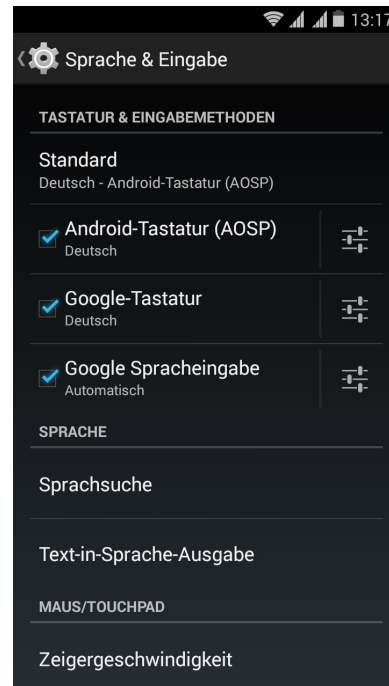 13:17
Sprache & Eingabe
TASTATUR & EINGABEMETHODEN
Standard
Deutsch - Android-Tastatur (AOSP)
Android-Tastatur (AOSP)
Deutsch
Google-Tastatur
Deutsch
Google Spracheingabe
Automatisch
SPRACHE
Sprachsuche
Text-in-Sprache-Ausgabe
MAUS/TOUCHPAD
Zeigergeschwindigkeit